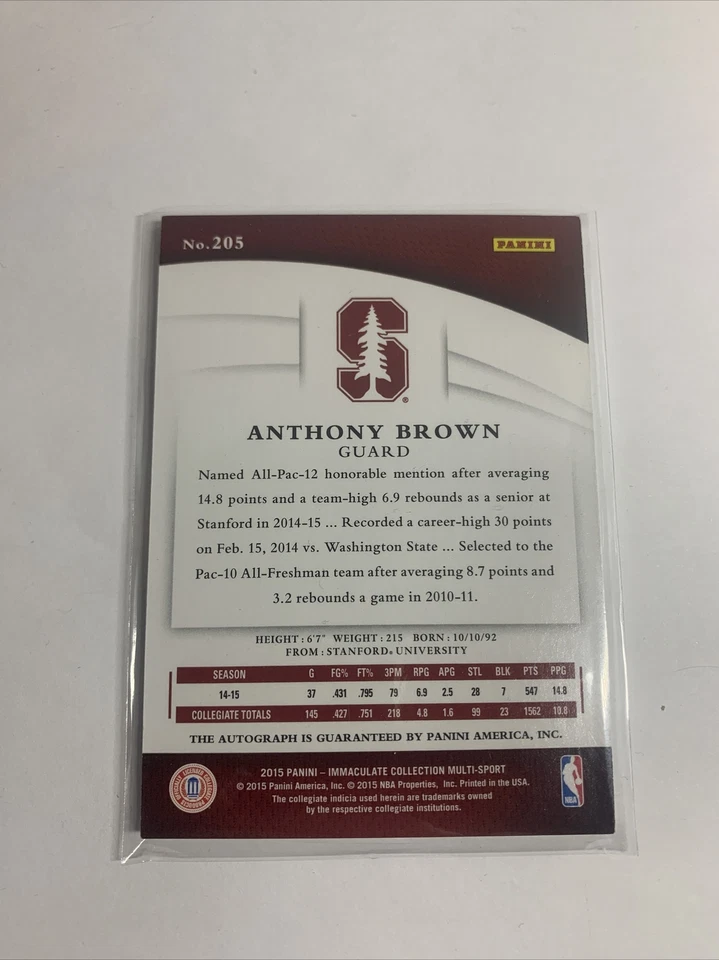 No.205
PANINI
S
®
ANTHONY BROWN
GUARD
Named All-Pac-12 honorable mention after averaging
14.8 points and a team-high 6.9 rebounds as a senior at
Stanford in 2014-15 ... Recorded a career-high 30 points
on Feb. 15, 2014 vs. Washington State ... Selected to the
Pac-10 All-Freshman team after averaging 8.7 points and
3.2 rebounds a game in 2010-11.
HEIGHT : 6'7" WEIGHT : 215 BORN : 10/10/92
FROM : STANFORD® UNIVERSITY
SEASON G FG% FT% 3PM RPG APG STL BLK PTS PPG
14-15 37 .431 .795 79 6.9 2.5 28 7 547 14.8
COLLEGIATE TOTALS 145 .427 .751 218 4.8 1.6 99 23 1562 10.8
THE AUTOGRAPH IS GUARANTEED BY PANINI AMERICA, INC.
2015 PANINI – IMMACULATE COLLECTION MULTI-SPORT
© 2015 Panini America, Inc. © 2015 NBA Properties, Inc. Printed in the USA.
The collegiate indicia used herein are trademarks owned
by the respective collegiate institutions.
NBA